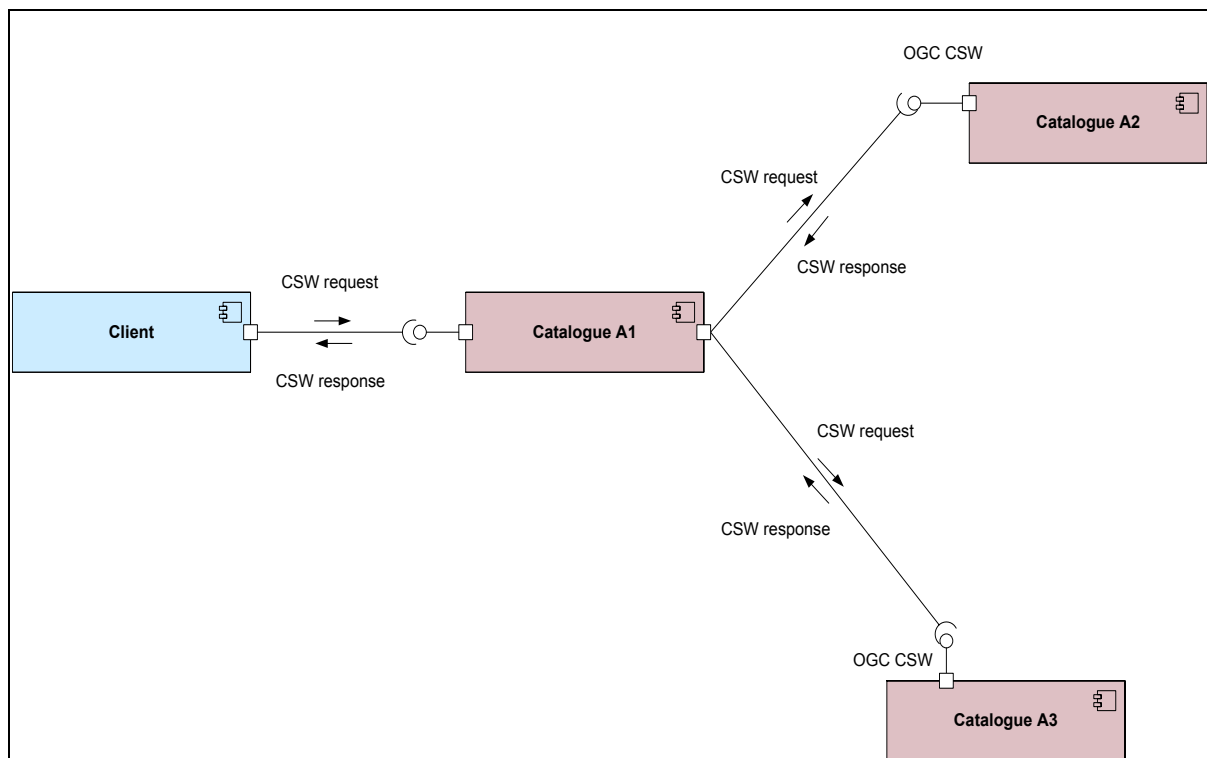 OGC CSW
Catalogue A2
CSW request
CSW response
CSW request
Client
Catalogue A1
CSW response
CSW request
CSW response
OGC CSW
Catalogue A3